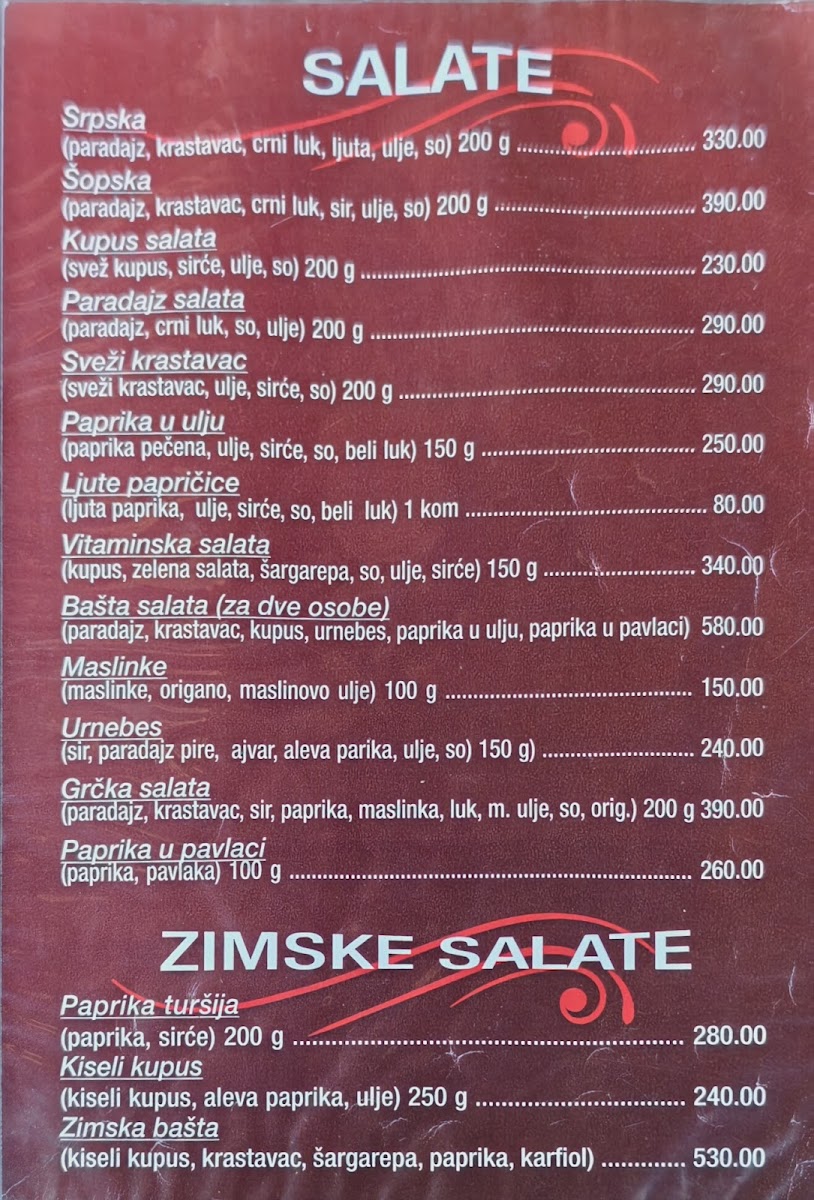 SALATE
Srpska
(paradajz, krastavac, crni luk, ljuta, ulje, so) 200 g ........................................ 330.00
Šopska
(paradajz, krastavac, crni luk, sir, ulje, so) 200 g ............................................. 390.00
Kupus salata
(svež kupus, sirće, ulje, so) 200 g ........................................................................... 230.00
Paradajz salata
(paradajz, crni luk, so, ulje) 200 g ......................................................................... 290.00
Sveži krastavac
(sveži krastavac, ulje, sirće, so) 200 g ................................................................... 290.00
Paprika u ulju
(paprika pečena, ulje, sirće, so, beli luk) 150 g ................................................ 250.00
Ljute papričice
(ljuta paprika, ulje, sirće, so, beli luk) 1 kom ...................................................... 80.00
Vitaminska salata
(kupus, zelena salata, šargarepa, so, ulje, sirće) 150 g ................................... 340.00
Bašta salata (za dve osobe)
(paradajz, krastavac, kupus, urnebes, paprika u ulju, paprika u pavlaci) 580.00
Maslinke
(maslinke, origano, maslinovo ulje) 100 g ........................................................ 150.00
Urnebes
(sir, paradajz pire, ajvar, aleva parika, ulje, so) 150 g) ................................... 240.00
Grčka salata
(paradajz, krastavac, sir, paprika, maslinka, luk, m. ulje, so, orig.) 200 g 390.00
Paprika u pavlaci
(paprika, pavlaka) 100 g ........................................................................................... 260.00
ZIMSKE SALATE
Paprika turšija
(paprika, sirće) 200 g ................................................................ 280.00
Kiseli kupus
(kiseli kupus, aleva paprika, ulje) 250 g .................................. 240.00
Zimska bašta
(kiseli kupus, krastavac, šargarepa, paprika, karfiol) ............. 530.00